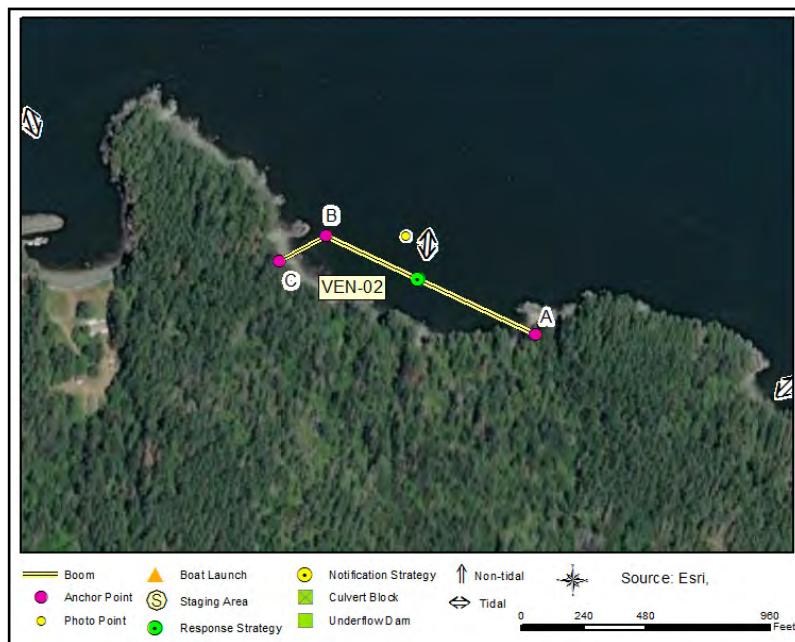 B
C
VEN-02
A
Boom
Anchor Point
Photo Point
Boat Launch
S Staging Area
Response Strategy
Notification Strategy
Culvert Block
Underflow Dam
Non-tidal
Tidal
Source: Esri,
0 240 480 960
Feet